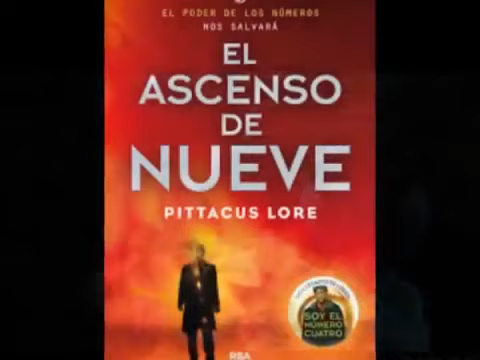 EL PODER DE LOS NÚMEROS
NOS SALVARÁ
EL
ASCENSO
DE
NUEVE
PITTACUS LORE
SOY EL
NÚMERO
CUATRO
RBA